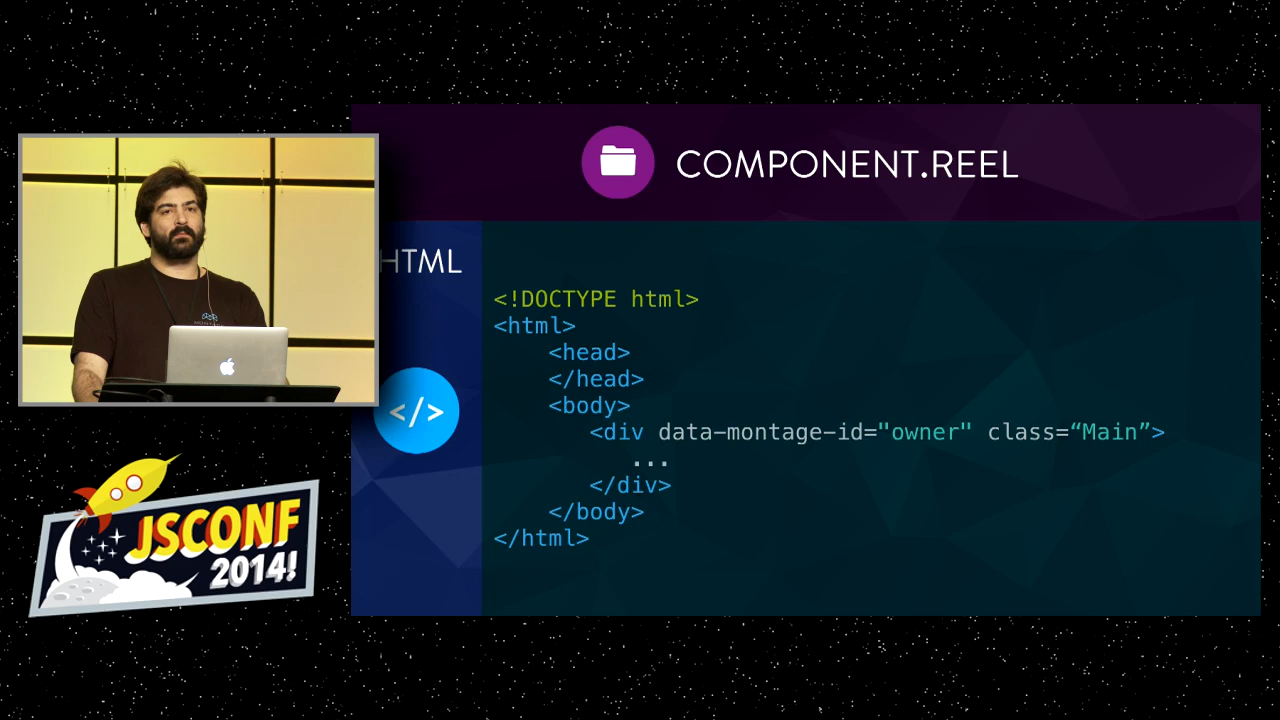 COMPONENT.REEL
HTML
</>
<!DOCTYPE html>
<html>
<head>
</head>
<body>
<div data-montage-id="owner" class=“Main”>
...
</div>
</body>
</html>
JSCONF
2014!